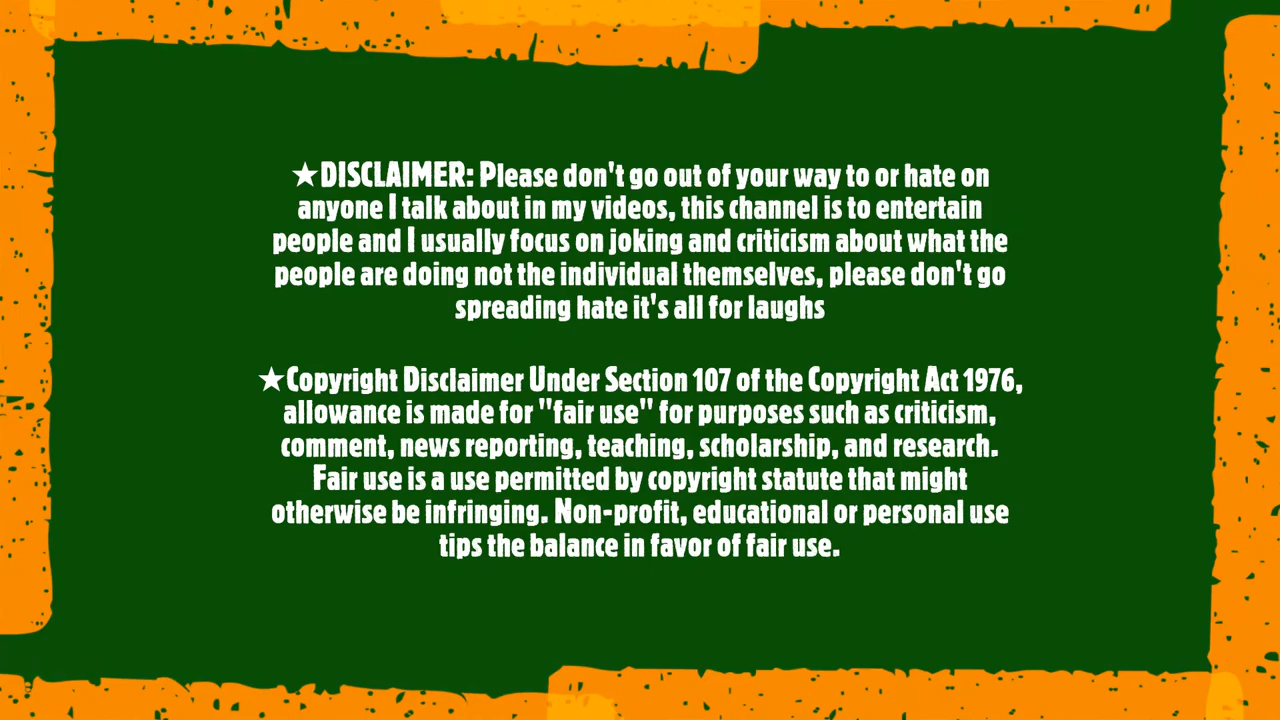 ★DISCLAIMER: Please don't go out of your way to or hate on
anyone I talk about in my videos, this channel is to entertain
people and I usually focus on joking and criticism about what the
people are doing not the individual themselves, please don't go
spreading hate it's all for laughs
★Copyright Disclaimer Under Section 107 of the Copyright Act 1976,
allowance is made for "fair use" for purposes such as criticism,
comment, news reporting, teaching, scholarship, and research.
Fair use is a use permitted by copyright statute that might
otherwise be infringing. Non-profit, educational or personal use
tips the balance in favor of fair use.